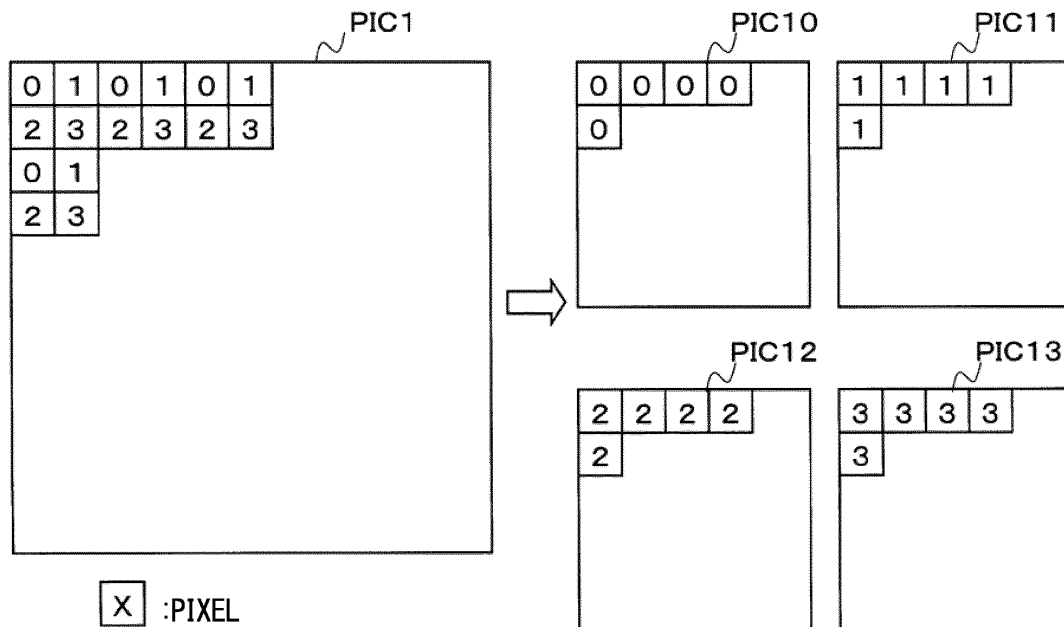 PIC1
0 1 0 1 0 1
2 3 2 3 2 3
0 1
2 3
X :PIXEL
PIC10
0 0 0 0
0
PIC11
1 1 1 1
1
PIC12
2 2 2 2
2
PIC13
3 3 3 3
3